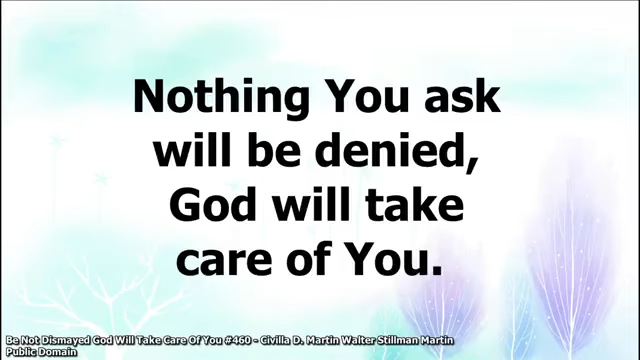 Nothing You ask
will be denied,
God will take
care of You.
Be Not Dismayed God Will Take Care Of You #460 - Civilla D. Martin Walter Stillman Martin
Public Domain